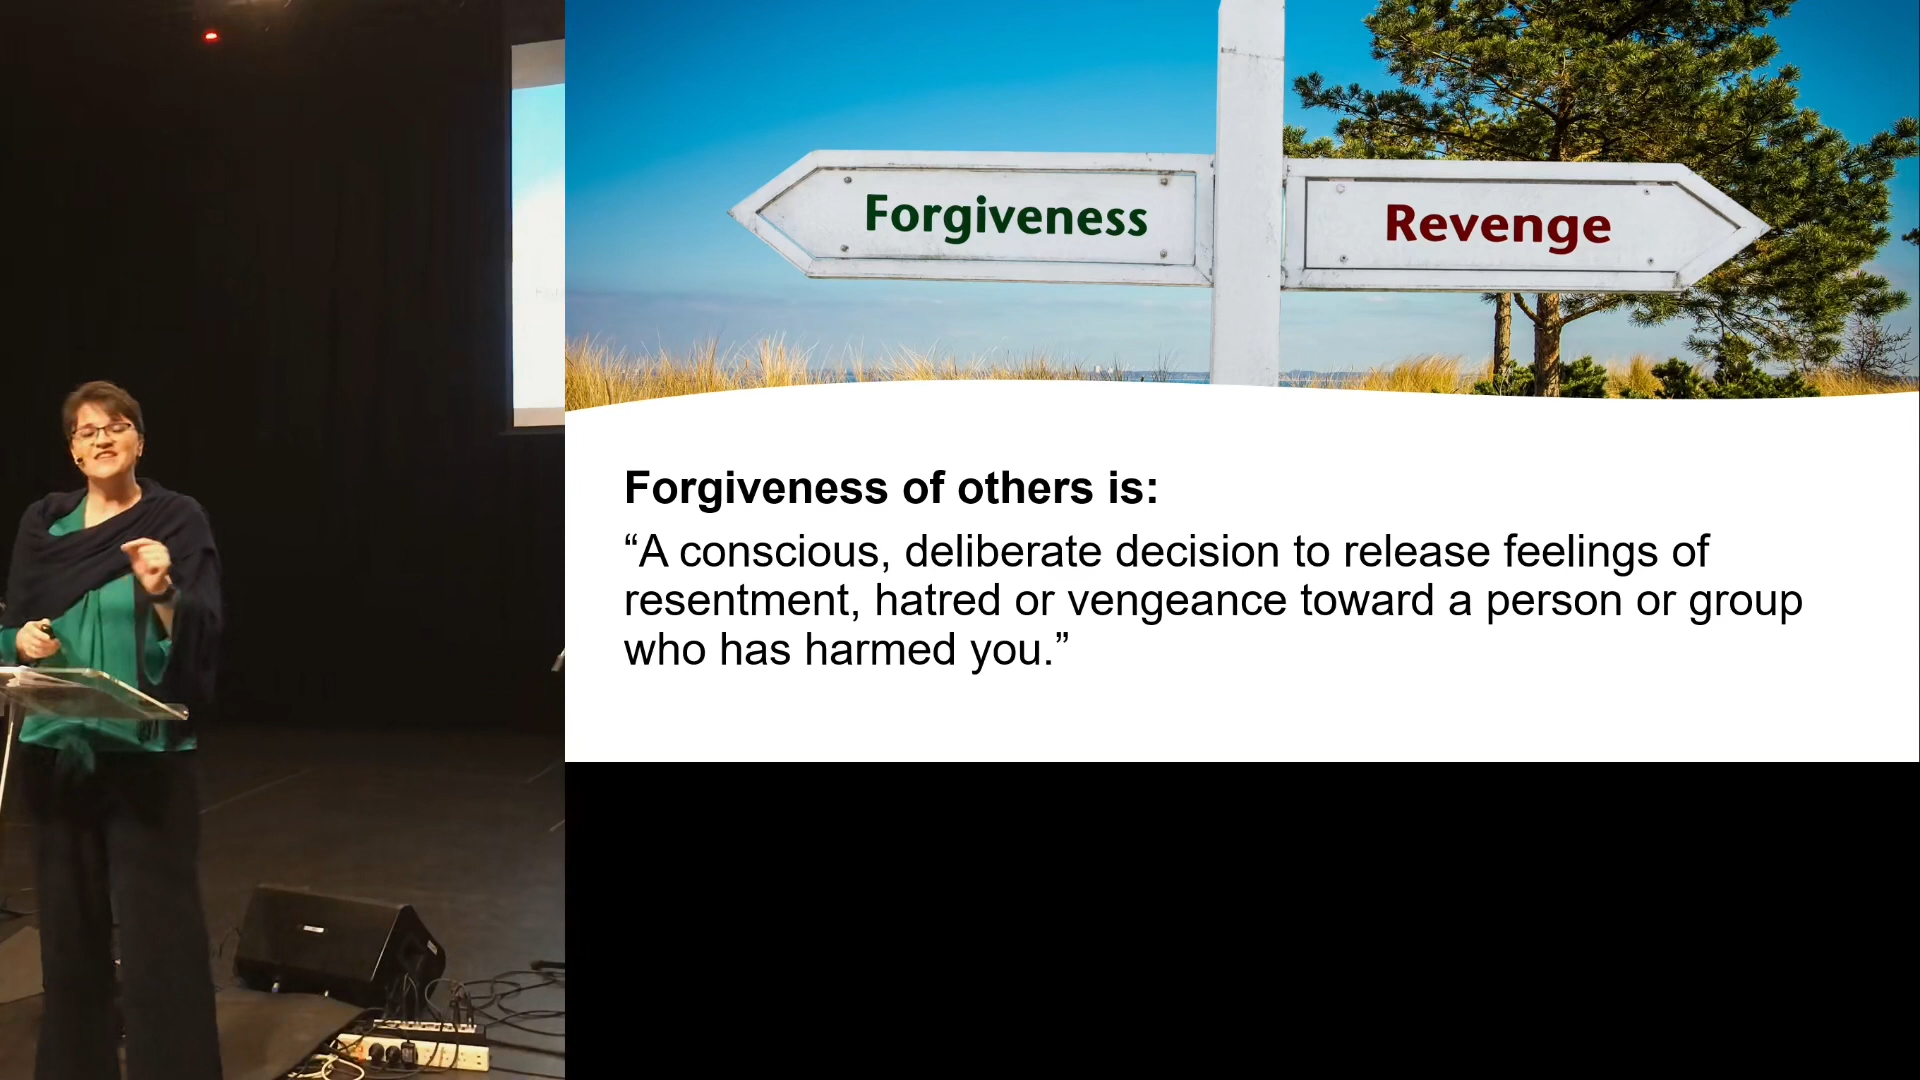 Forgiveness
Revenge
Forgiveness of others is:
“A conscious, deliberate decision to release feelings of
resentment, hatred or vengeance toward a person or group
who has harmed you.”